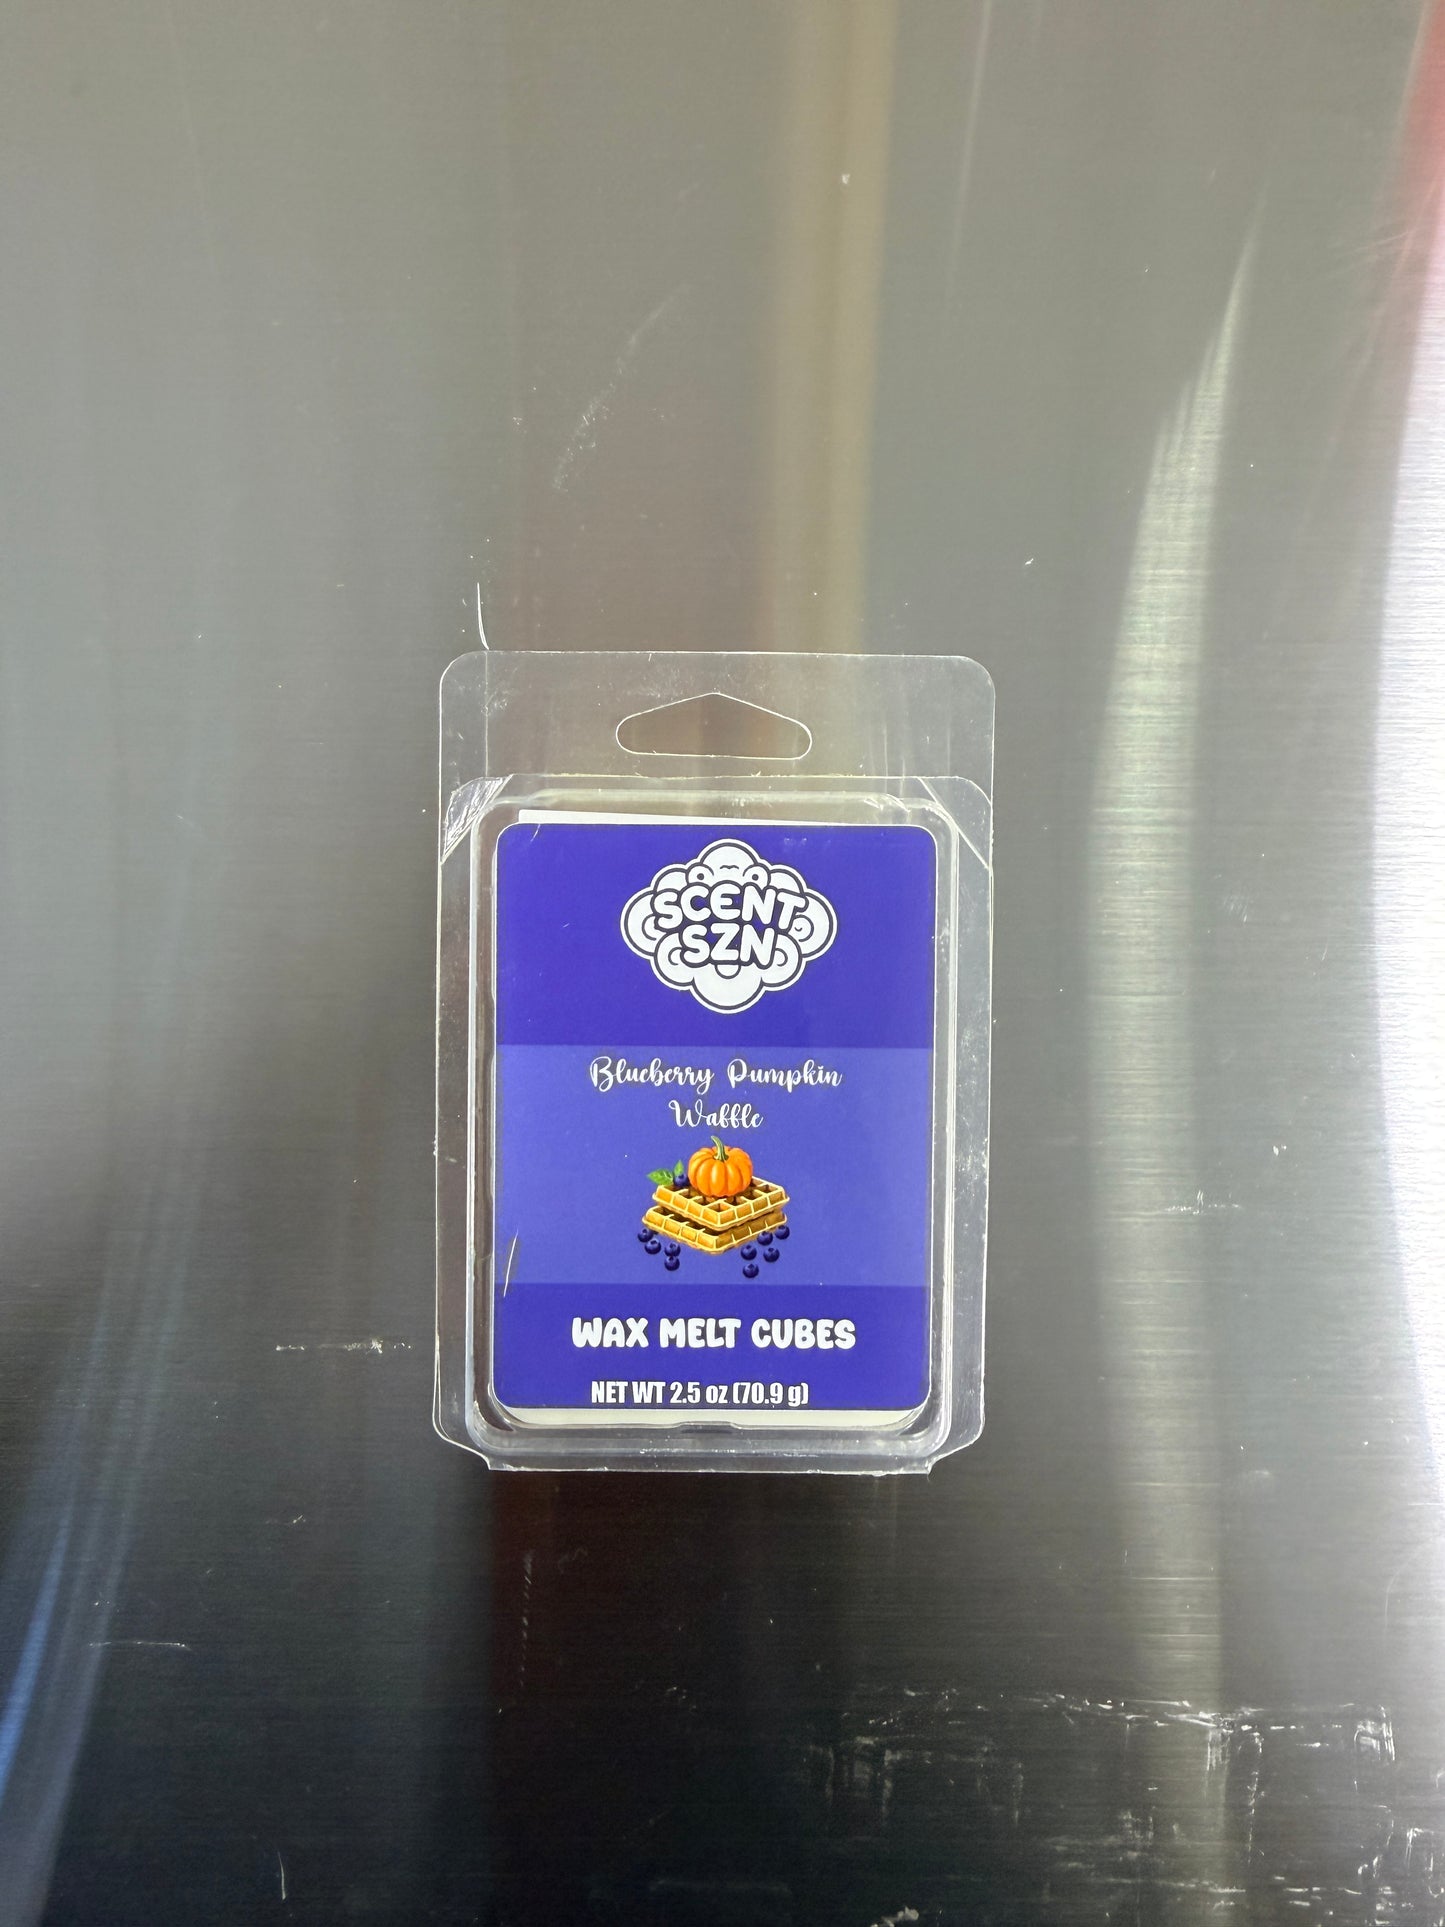 SCENT
SZN
Blueberry Pumpkin
Waffle
WAX MELT CUBES
NET WT 2.5 oz (70.9 g)